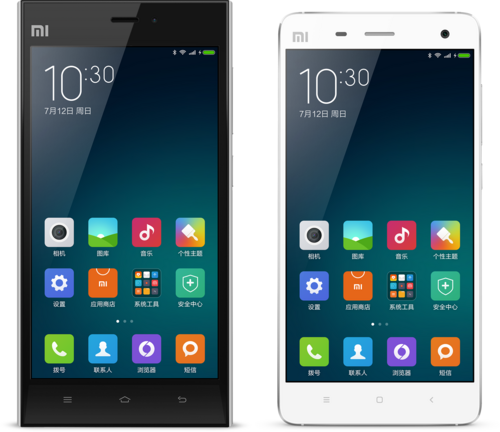 mi
10:30
7月12日 周日
相机 图库 音乐 个性主题
设置 应用商店 系统工具 安全中心
拨号 联系人 浏览器 短信
mi
10:30
7月12日 周日
相机 图库 音乐 个性主题
设置 应用商店 系统工具 安全中心
拨号 联系人 浏览器 短信